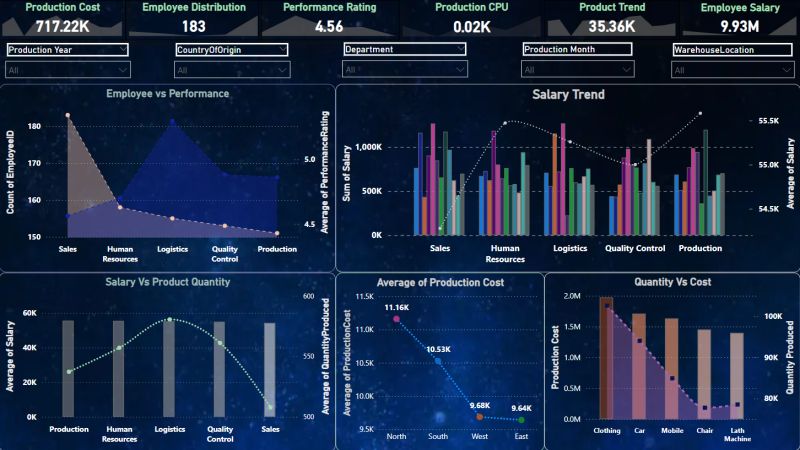 Production Cost
717.22K
Employee Distribution
183
Performance Rating
4.56
Production CPU
0.02K
Product Trend
35.36K
Employee Salary
9.93M
Production Year
All
CountryOfOrigin
All
Department
All
Production Month
All
WarehouseLocation
All
Employee vs Performance
Count of EmployeeID
180
170
160
150
Average of PerformanceRating
5.0
4.5
Sales
Human Resources
Logistics
Quality Control
Production
Salary Trend
Sum of Salary
1,000K
500K
0K
Average of Salary
55.5K
55.0K
54.5K
Sales
Human Resources
Logistics
Quality Control
Production
Salary Vs Product Quantity
Average of Salary
60K
40K
20K
0K
Average of QuantityProduced
600
550
500
Production
Human Resources
Logistics
Quality Control
Sales
Average of Production Cost
Average of ProductionCost
11.5K
11.0K
10.5K
10.0K
9.5K
11.16K
10.53K
9.68K
9.64K
North
South
West
East
Quantity Vs Cost
Production Cost
2.0M
1.5M
1.0M
0.5M
0.0M
Quantity Produced
100K
90K
80K
Clothing
Car
Mobile
Chair
Lath Machine